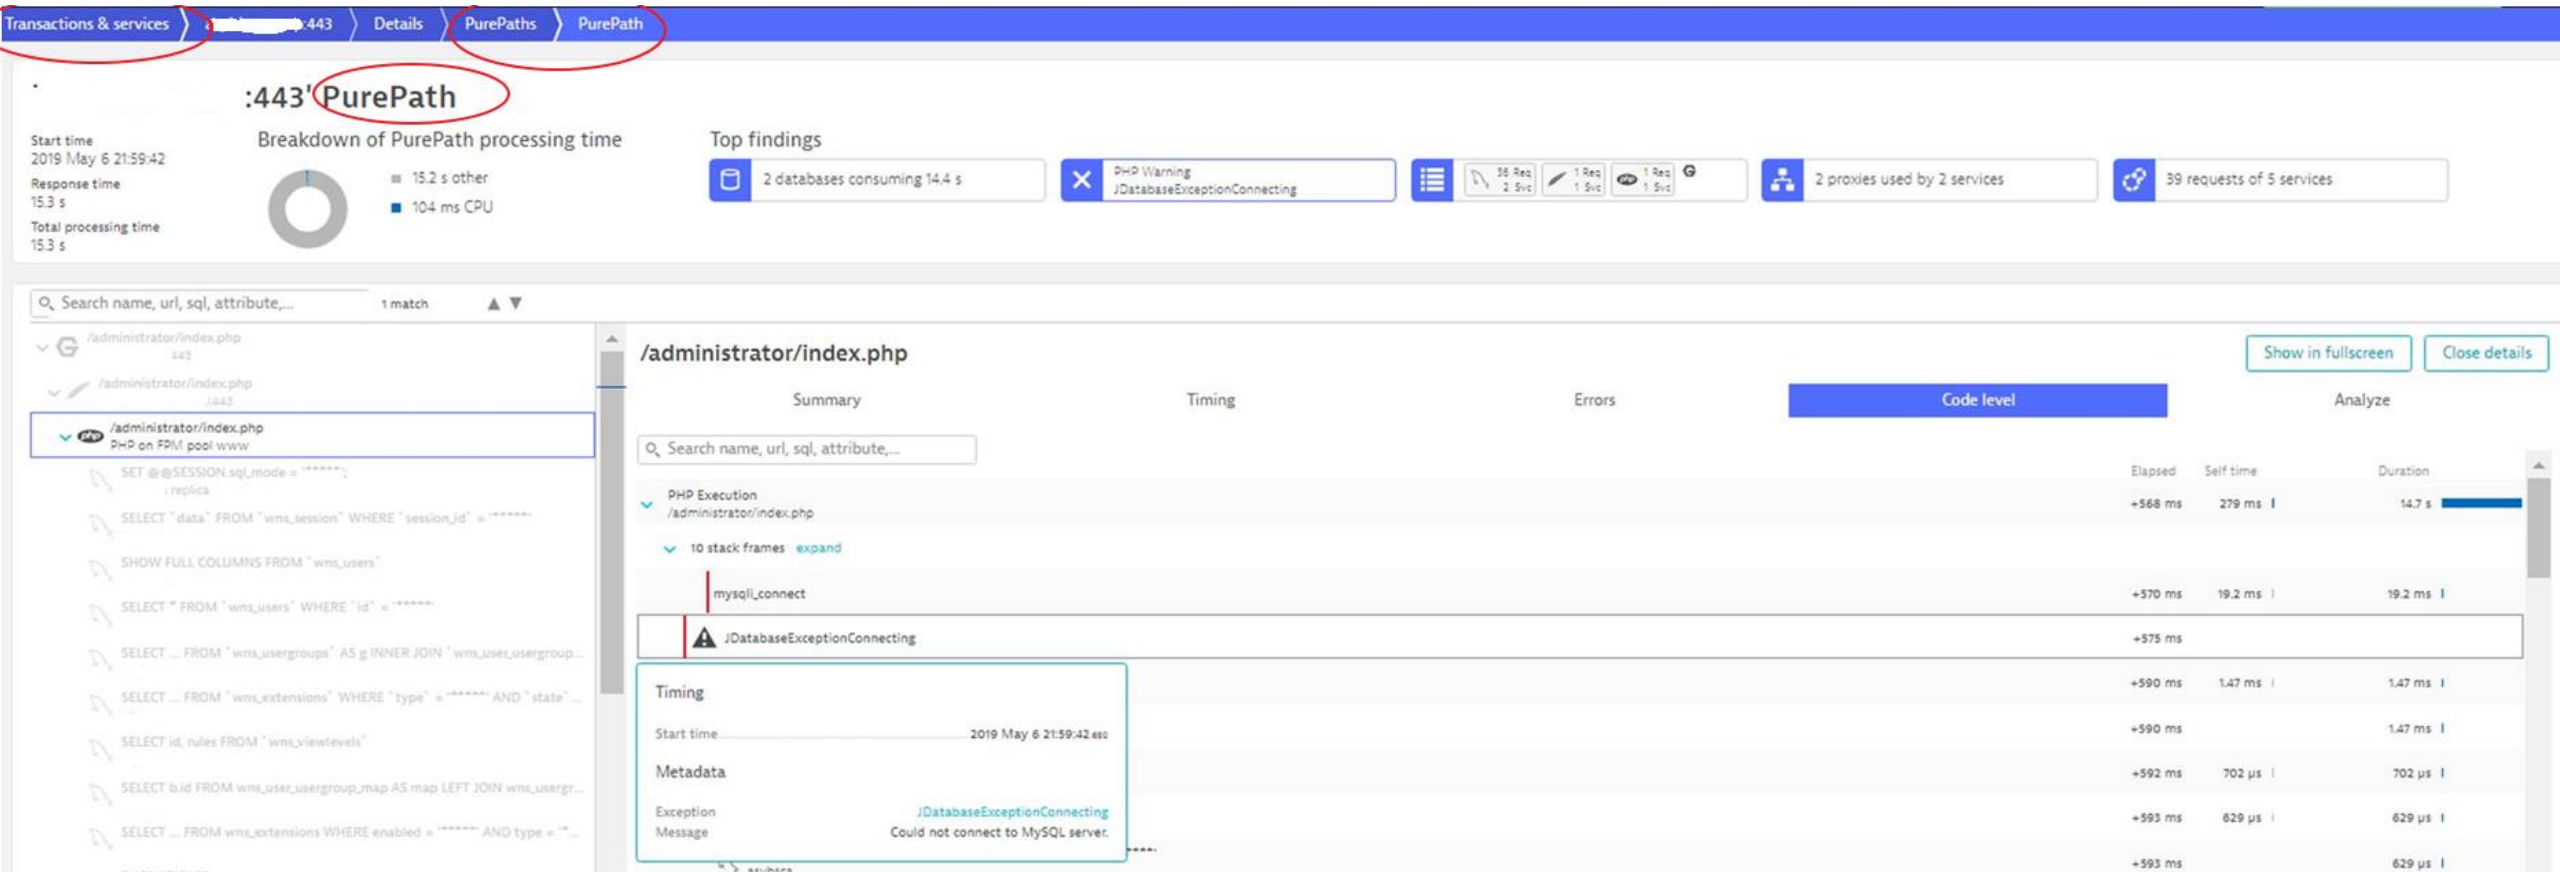 Transactions & services
:443
Details
PurePaths
PurePath
:443' PurePath
Start time
2019 May 6 21:59:42
Response time
15.3 s
Total processing time
15.3 s
Breakdown of PurePath processing time
15.2 s other
104 ms CPU
Top findings
2 databases consuming 14.4 s
PHP Warning
JDatabaseExceptionConnecting
36 Req
2 Svc
1 Req
1 Svc
php
1 Req
1 Svc
2 proxies used by 2 services
39 requests of 5 services
Search name, url, sql, attribute,...
1 match
/administrator/index.php
443
/administrator/index.php
:443
php
/administrator/index.php
PHP on FPM pool www
SET @@SESSION.sql_mode = '*****';
replica
SELECT `data` FROM `wns_session` WHERE `session_id` = '*****'
SHOW FULL COLUMNS FROM `wns_users`
SELECT * FROM `wns_users` WHERE `id` = '*****'
SELECT ... FROM `wns_usergroups` AS g INNER JOIN `wns_user_usergroup...
SELECT ... FROM `wns_extensions` WHERE `type` = '*****' AND `state`...
SELECT id, rules FROM `wns_viewlevels`
SELECT b.id FROM wns_user_usergroup_map AS map LEFT JOIN wns_usergr...
SELECT ... FROM wns_extensions WHERE enabled = '*****' AND type = '*...
/administrator/index.php
Show in fullscreen
Close details
Summary
Timing
Errors
Code level
Analyze
Search name, url, sql, attribute,...
Elapsed Self time Duration
PHP Execution
/administrator/index.php
+568 ms 279 ms 14.7 s
10 stack frames expand
mysqli_connect +570 ms 19.2 ms 19.2 ms
JDatabaseExceptionConnecting +575 ms
+590 ms 1.47 ms 1.47 ms
+590 ms 1.47 ms
+592 ms 702 µs 702 µs
+593 ms 629 µs 629 µs
+593 ms 629 µs
Timing
Start time 2019 May 6 21:59:42
Metadata
Exception JDatabaseExceptionConnecting
Message Could not connect to MySQL server.